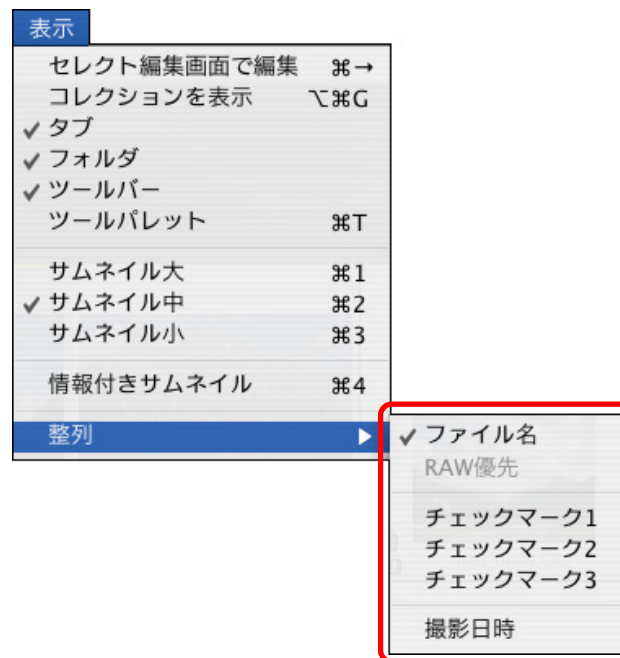 表示
セレクト編集画面で編集 ⌘→
コレクションを表示 ⌥⌘G
✓ タブ
✓ フォルダ
✓ ツールバー
ツールパレット ⌘T
サムネイル大 ⌘1
✓ サムネイル中 ⌘2
サムネイル小 ⌘3
情報付きサムネイル ⌘4
整列 ▶
✓ ファイル名
RAW優先
チェックマーク1
チェックマーク2
チェックマーク3
撮影日時